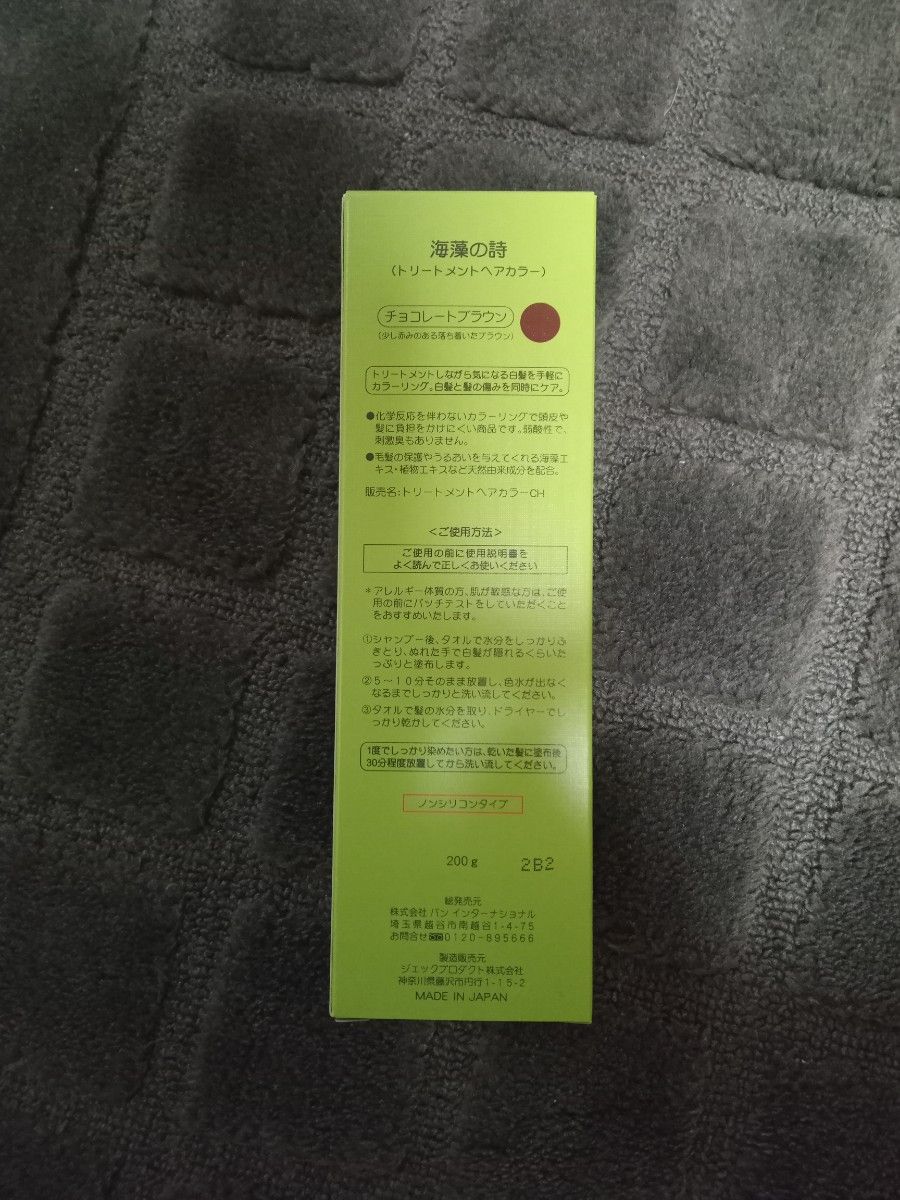 海藻の詩
(トリートメントヘアカラー)
チョコレートブラウン
(少し赤みのある落ち着いたブラウン)
トリートメントしながら気になる白髪を手軽に
カラーリング。白髪と髪の傷みを同時にケア。
●化学反応を伴わないカラーリングで頭皮や
髪に負担をかけにくい商品です。弱酸性で、
刺激臭もありません。
●毛髪の保護やうるおいを与えてくれる海藻エ
キス・植物エキスなど天然由来成分を配合。
販売名:トリートメントヘアカラーCH
<ご使用方法>
ご使用の前に使用説明書を
よく読んで正しくお使いください
*アレルギー体質の方、肌が敏感な方は、ご使
用の前にパッチテストをしていただくこと
をおすすめいたします。
①シャンプー後、タオルで水分をしっかりふ
きとり、ぬれた手で白髪が隠れるくらいた
っぷりと塗布します。
②5~10分そのまま放置し、色水が出なく
なるまでしっかりと洗い流してください。
③タオルで髪の水分を取り、ドライヤーでし
っかり乾かしてください。
1度でしっかり染めたい方は、乾いた髪に塗布後
30分程度放置してから洗い流してください。
ノンシリコンタイプ
200g 2B2
総発売元
株式会社 パン インターナショナル
埼玉県越谷市南越谷1-4-75
お問合せ 0120-895666
製造販売元
ジェックプロダクト株式会社
神奈川県藤沢市円行1-15-2
MADE IN JAPAN